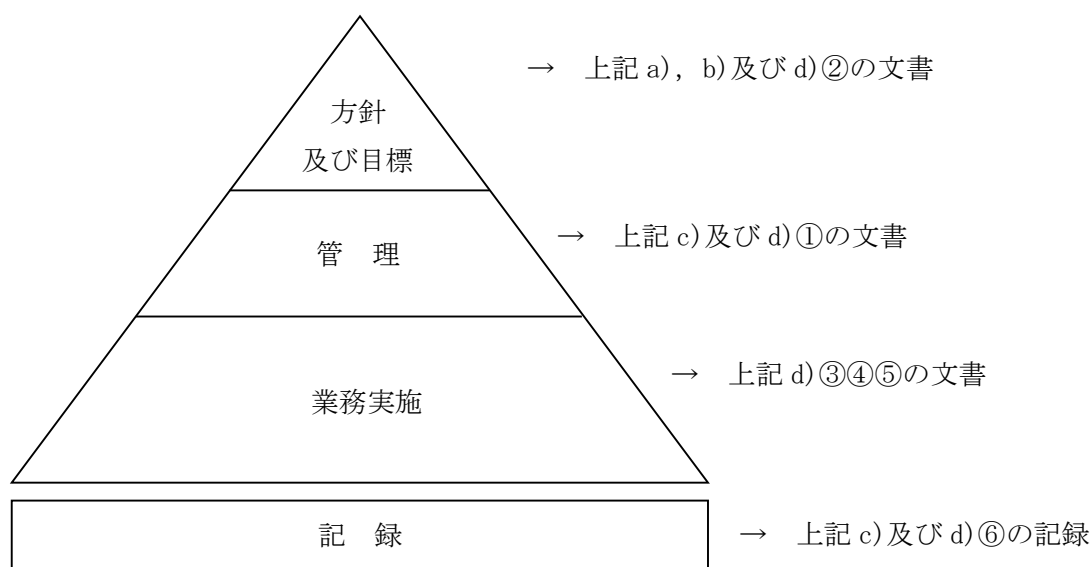 →　上記 a), b)及び d)②の文書
方針
及び目標
→　上記 c)及び d)①の文書
管　理
→　上記 d)③④⑤の文書
業務実施
記　録
→　上記 c)及び d)⑥の記録